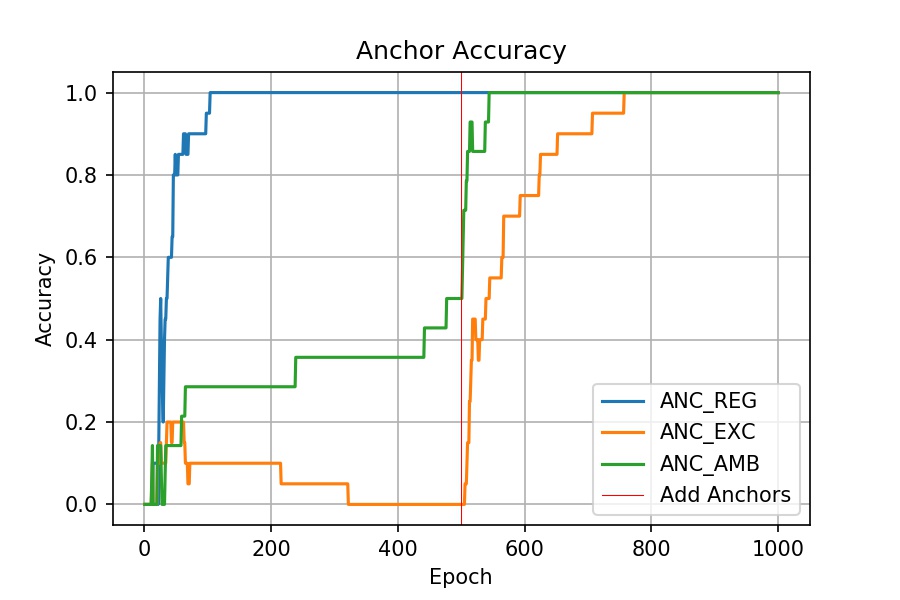 Anchor Accuracy
1.0
0.8
0.6
0.4
0.2
0.0
Accuracy
ANC_REG
ANC_EXC
ANC_AMB
Add Anchors
0 200 400 600 800 1000
Epoch